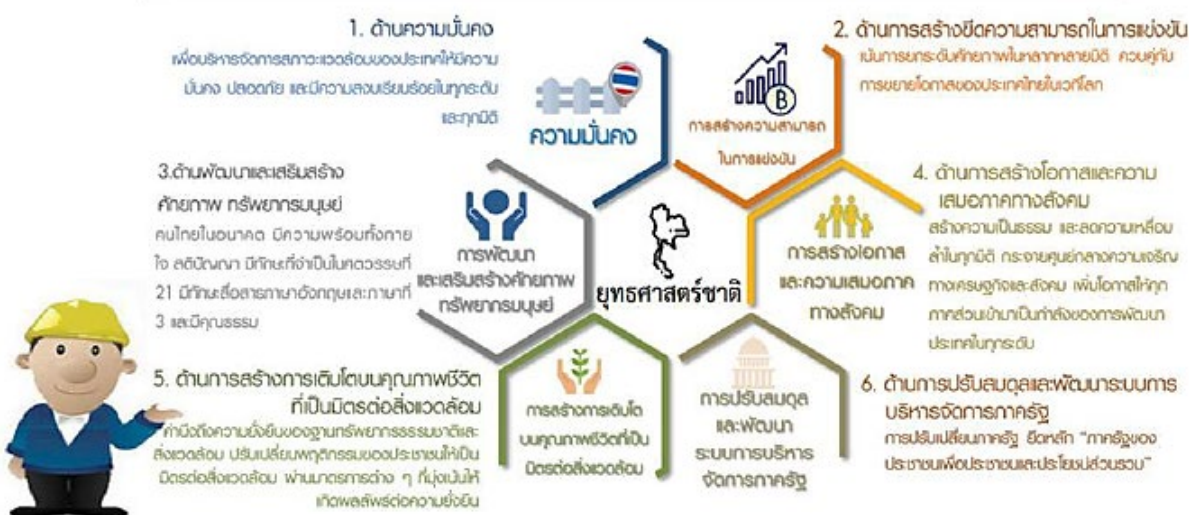 1. ด้านความมั่นคง
เพื่อบริหารจัดการสภาวะแวดล้อมของประเทศให้มีความ
มั่นคง ปลอดภัย และมีความสงบเรียบร้อยในทุกระดับ
และทุกมิติ
ความมั่นคง
2. ด้านการสร้างขีดความสามารถในการแข่งขัน
เน้นการยกระดับศักยภาพในหลากหลายมิติ ควบคู่กับ
การขยายโอกาสของประเทศไทยในเวทีโลก
การสร้างความสามารถ
ในการแข่งขัน
3.ด้านพัฒนาและเสริมสร้าง
ศักยภาพ ทรัพยากรมนุษย์
คนไทยในอนาคต มีความพร้อมทั้งกาย
ใจ สติปัญญา มีทักษะที่จำเป็นในศตวรรษที่
21 มีทักษะสื่อสารภาษาอังกฤษและภาษาที่
3 และมีคุณธรรม
การพัฒนา
และเสริมสร้างศักยภาพ
ทรัพยากรมนุษย์
ยุทธศาสตร์ชาติ
4. ด้านการสร้างโอกาสและความ
เสมอภาคทางสังคม
สร้างความเป็นธรรม และลดความเหลื่อม
ล้ำในทุกมิติ กระจายศูนย์กลางความเจริญ
ทางเศรษฐกิจและสังคม เพิ่มโอกาสให้ทุก
ภาคส่วนเข้ามาเป็นกำลังของการพัฒนา
ประเทศในทุกระดับ
การสร้างโอกาส
และความเสมอภาค
ทางสังคม
5. ด้านการสร้างการเติบโตบนคุณภาพชีวิต
ที่เป็นมิตรต่อสิ่งแวดล้อม
คำนึงถึงความยั่งยืนของฐานทรัพยากรธรรมชาติและ
สิ่งแวดล้อม ปรับเปลี่ยนพฤติกรรมของประชาชนให้เป็น
มิตรต่อสิ่งแวดล้อม ผ่านมาตรการต่าง ๆ ที่มุ่งเน้นให้
เกิดผลลัพธ์ต่อความยั่งยืน
การสร้างการเติบโต
บนคุณภาพชีวิตที่เป็น
มิตรต่อสิ่งแวดล้อม
การปรับสมดุล
และพัฒนา
ระบบการบริหาร
จัดการภาครัฐ
6. ด้านการปรับสมดุลและพัฒนาระบบการ
บริหารจัดการภาครัฐ
การปรับเปลี่ยนภาครัฐ ยึดหลัก "ภาครัฐของ
ประชาชนเพื่อประชาชนและประโยชน์ส่วนรวม"